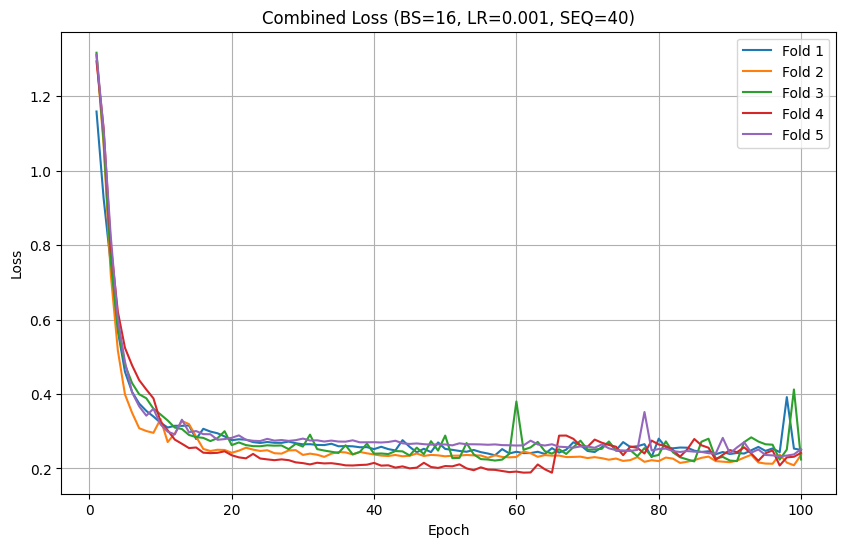 Combined Loss (BS=16, LR=0.001, SEQ=40)
Fold 1
Fold 2
Fold 3
Fold 4
Fold 5
Loss
1.2
1.0
0.8
0.6
0.4
0.2
0 20 40 60 80 100
Epoch